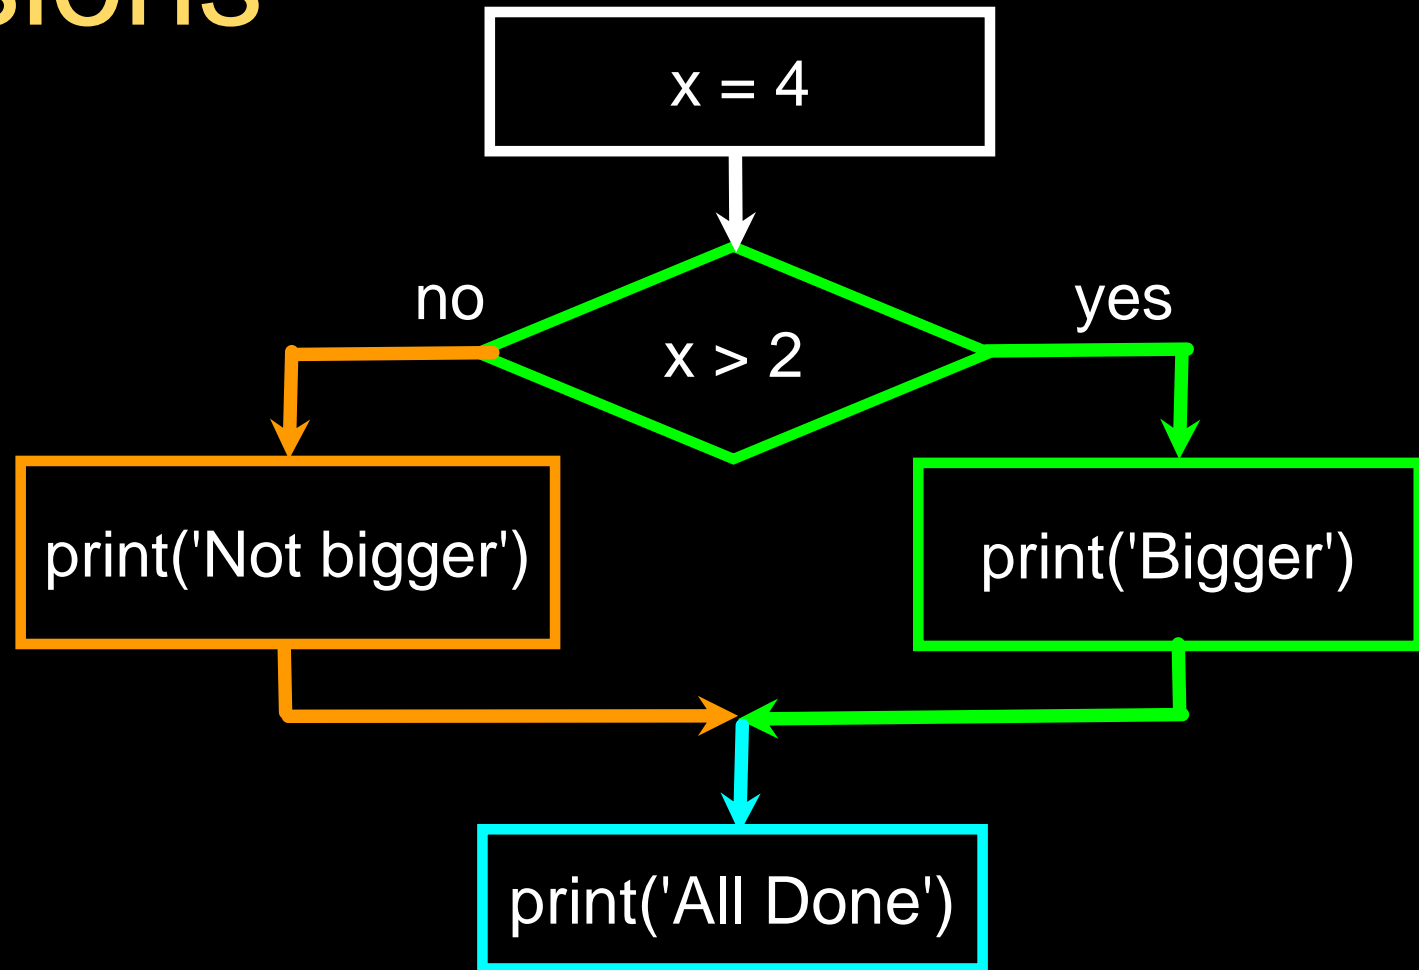 x = 4
no
yes
x > 2
print('Not bigger')
print('Bigger')
print('All Done')